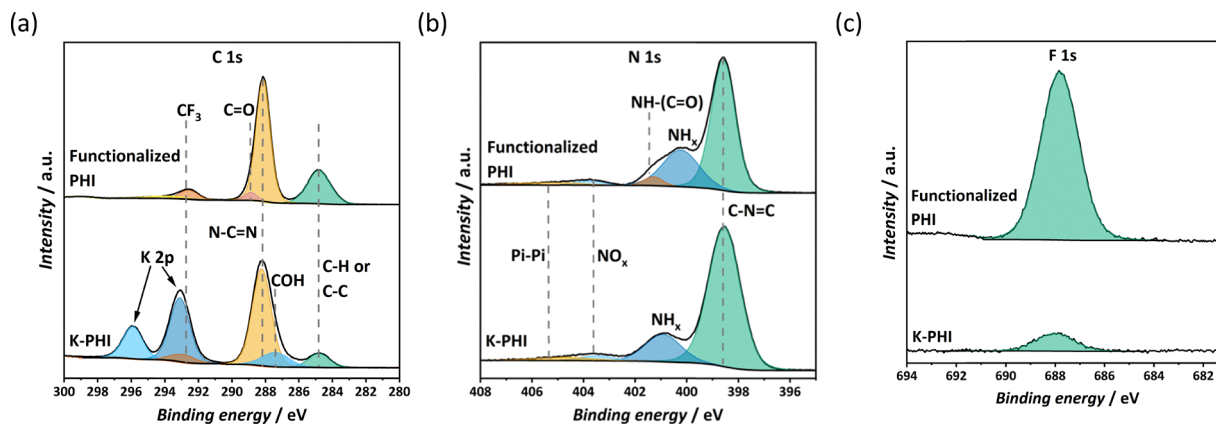 (a)
C 1s
CF3
C=O
Functionalized
PHI
N-C=N
K 2p
COH
C-H or
C-C
K-PHI
Intensity / a.u.
300 298 296 294 292 290 288 286 284 282 280
Binding energy / eV
(b)
N 1s
NH-(C=O)
NHx
Functionalized
PHI
C-N=C
Pi-Pi
NOx
NHx
K-PHI
Intensity / a.u.
408 406 404 402 400 398 396
Binding energy / eV
(c)
F 1s
Functionalized
PHI
K-PHI
Intensity / a.u.
694 692 690 688 686 684 682
Binding energy / eV